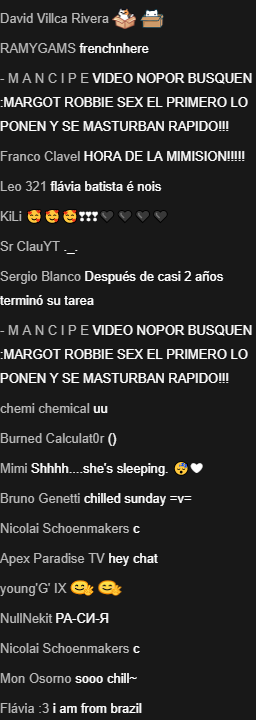 David Villca Rivera
RAMYGAMS frenchnhere
- M A N C I P E VIDEO NOPOR BUSQUEN
:MARGOT ROBBIE SEX EL PRIMERO LO
PONEN Y SE MASTURBAN RAPIDO!!!
Franco Clavel HORA DE LA MIMISION!!!!!
Leo 321 flávia batista é nois
KiLi 🥰 🥰 🥰❣❣❣🖤 🖤 🖤 🖤
Sr ClauYT ._.
Sergio Blanco Después de casi 2 años
terminó su tarea
- M A N C I P E VIDEO NOPOR BUSQUEN
:MARGOT ROBBIE SEX EL PRIMERO LO
PONEN Y SE MASTURBAN RAPIDO!!!
chemi chemical uu
Burned Calculat0r ()
Mimi Shhhh....she's sleeping. 😴🤍
Bruno Genetti chilled sunday =v=
Nicolai Schoenmakers c
Apex Paradise TV hey chat
young'G' IX
NullNekit РА-СИ-Я
Nicolai Schoenmakers c
Mon Osorno sooo chill~
Flávia :3 i am from brazil